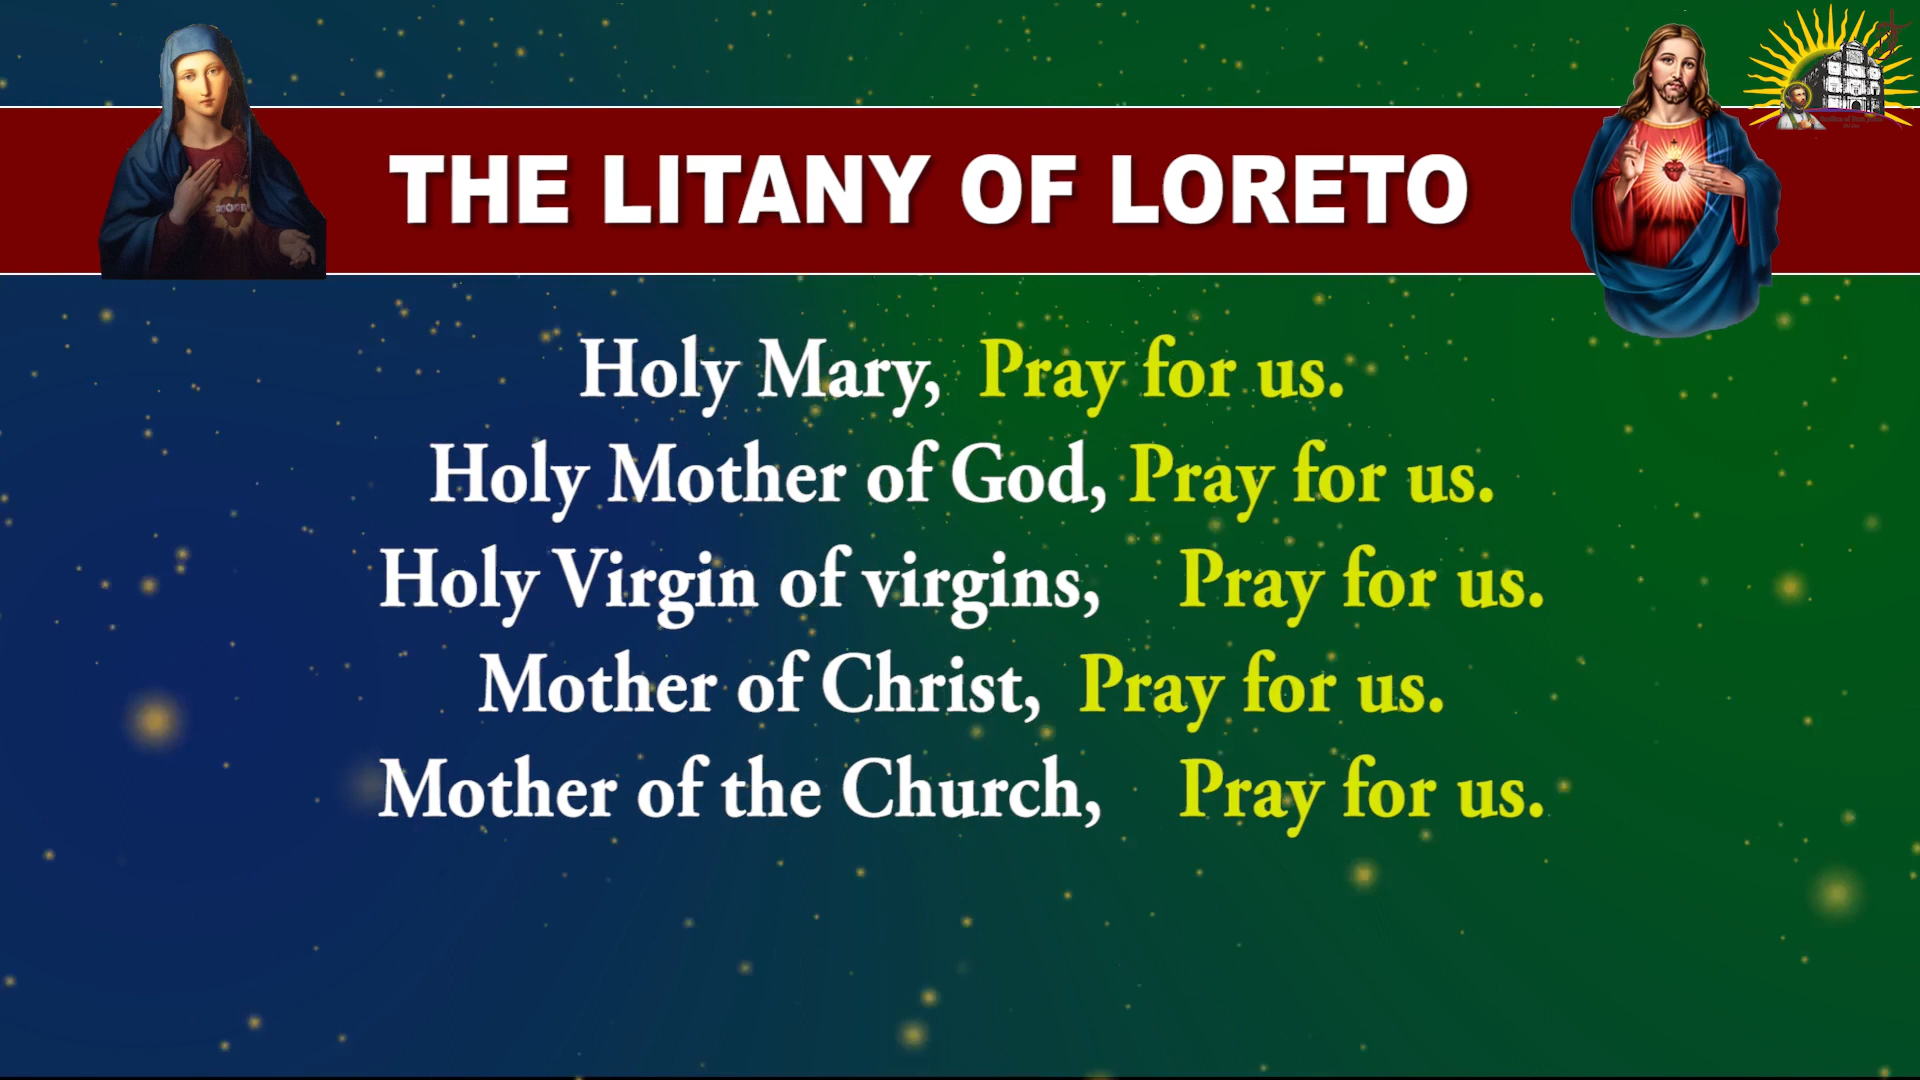 THE LITANY OF LORETO
Holy Mary, Pray for us.
Holy Mother of God, Pray for us.
Holy Virgin of virgins, Pray for us.
Mother of Christ, Pray for us.
Mother of the Church, Pray for us.